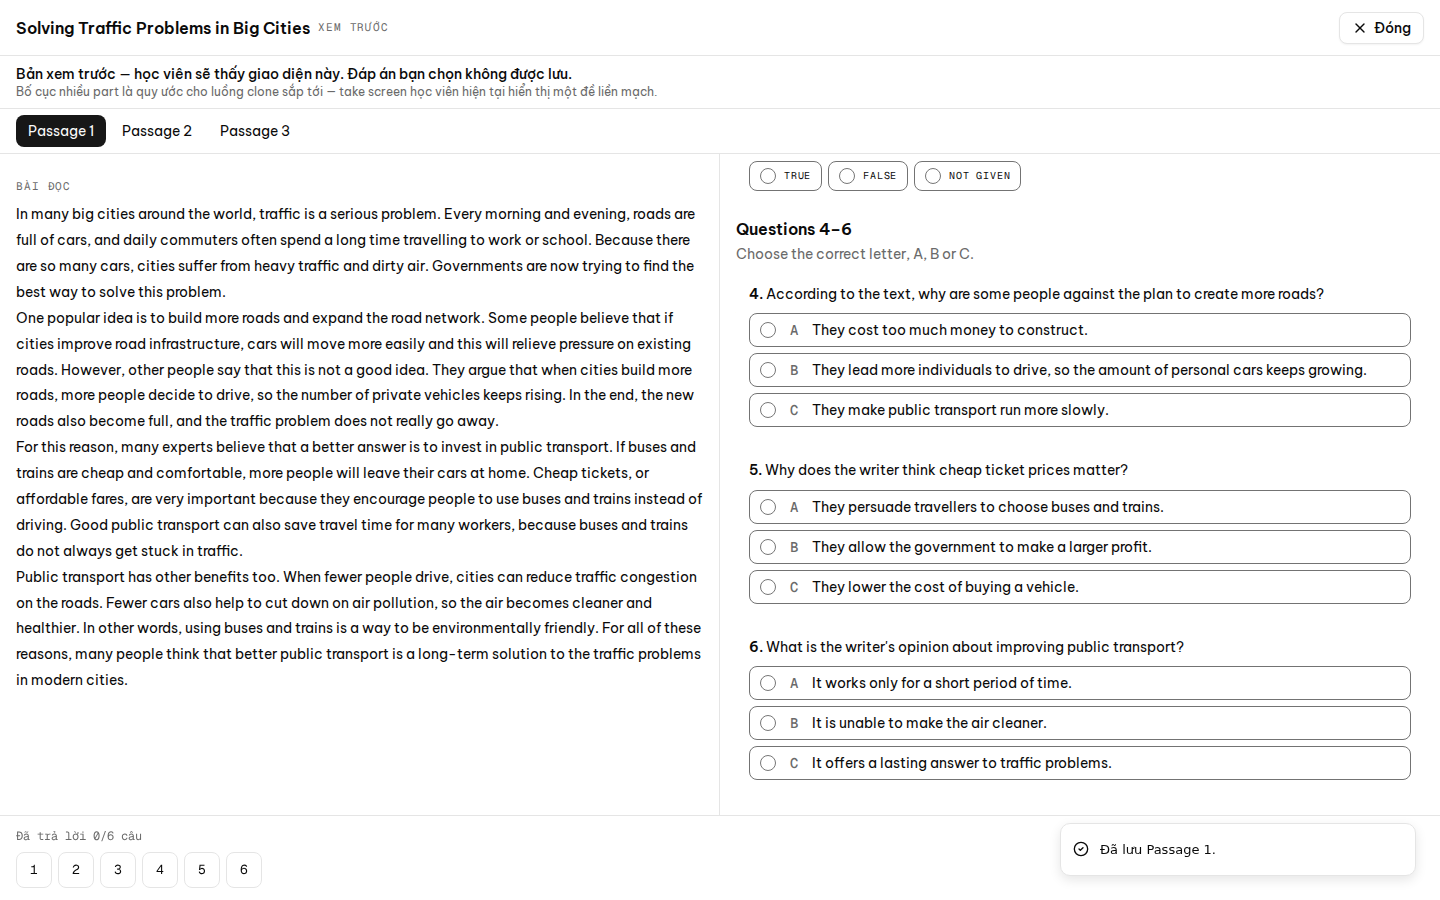 Solving Traffic Problems in Big Cities XEM TRƯỚC
Đóng
Bản xem trước — học viên sẽ thấy giao diện này. Đáp án bạn chọn không được lưu.
Bố cục nhiều part là quy ước cho luồng clone sắp tới — take screen học viên hiện tại hiển thị một đề liền mạch.
Passage 1 Passage 2 Passage 3
BÀI ĐỌC
In many big cities around the world, traffic is a serious problem. Every morning and evening, roads are
full of cars, and daily commuters often spend a long time travelling to work or school. Because there
are so many cars, cities suffer from heavy traffic and dirty air. Governments are now trying to find the
best way to solve this problem.
One popular idea is to build more roads and expand the road network. Some people believe that if
cities improve road infrastructure, cars will move more easily and this will relieve pressure on existing
roads. However, other people say that this is not a good idea. They argue that when cities build more
roads, more people decide to drive, so the number of private vehicles keeps rising. In the end, the new
roads also become full, and the traffic problem does not really go away.
For this reason, many experts believe that a better answer is to invest in public transport. If buses and
trains are cheap and comfortable, more people will leave their cars at home. Cheap tickets, or
affordable fares, are very important because they encourage people to use buses and trains instead of
driving. Good public transport can also save travel time for many workers, because buses and trains
do not always get stuck in traffic.
Public transport has other benefits too. When fewer people drive, cities can reduce traffic congestion
on the roads. Fewer cars also help to cut down on air pollution, so the air becomes cleaner and
healthier. In other words, using buses and trains is a way to be environmentally friendly. For all of these
reasons, many people think that better public transport is a long-term solution to the traffic problems
in modern cities.
TRUE FALSE NOT GIVEN
Questions 4–6
Choose the correct letter, A, B or C.
4. According to the text, why are some people against the plan to create more roads?
A They cost too much money to construct.
B They lead more individuals to drive, so the amount of personal cars keeps growing.
C They make public transport run more slowly.
5. Why does the writer think cheap ticket prices matter?
A They persuade travellers to choose buses and trains.
B They allow the government to make a larger profit.
C They lower the cost of buying a vehicle.
6. What is the writer's opinion about improving public transport?
A It works only for a short period of time.
B It is unable to make the air cleaner.
C It offers a lasting answer to traffic problems.
Đã trả lời 0/6 câu
1 2 3 4 5 6
Đã lưu Passage 1.